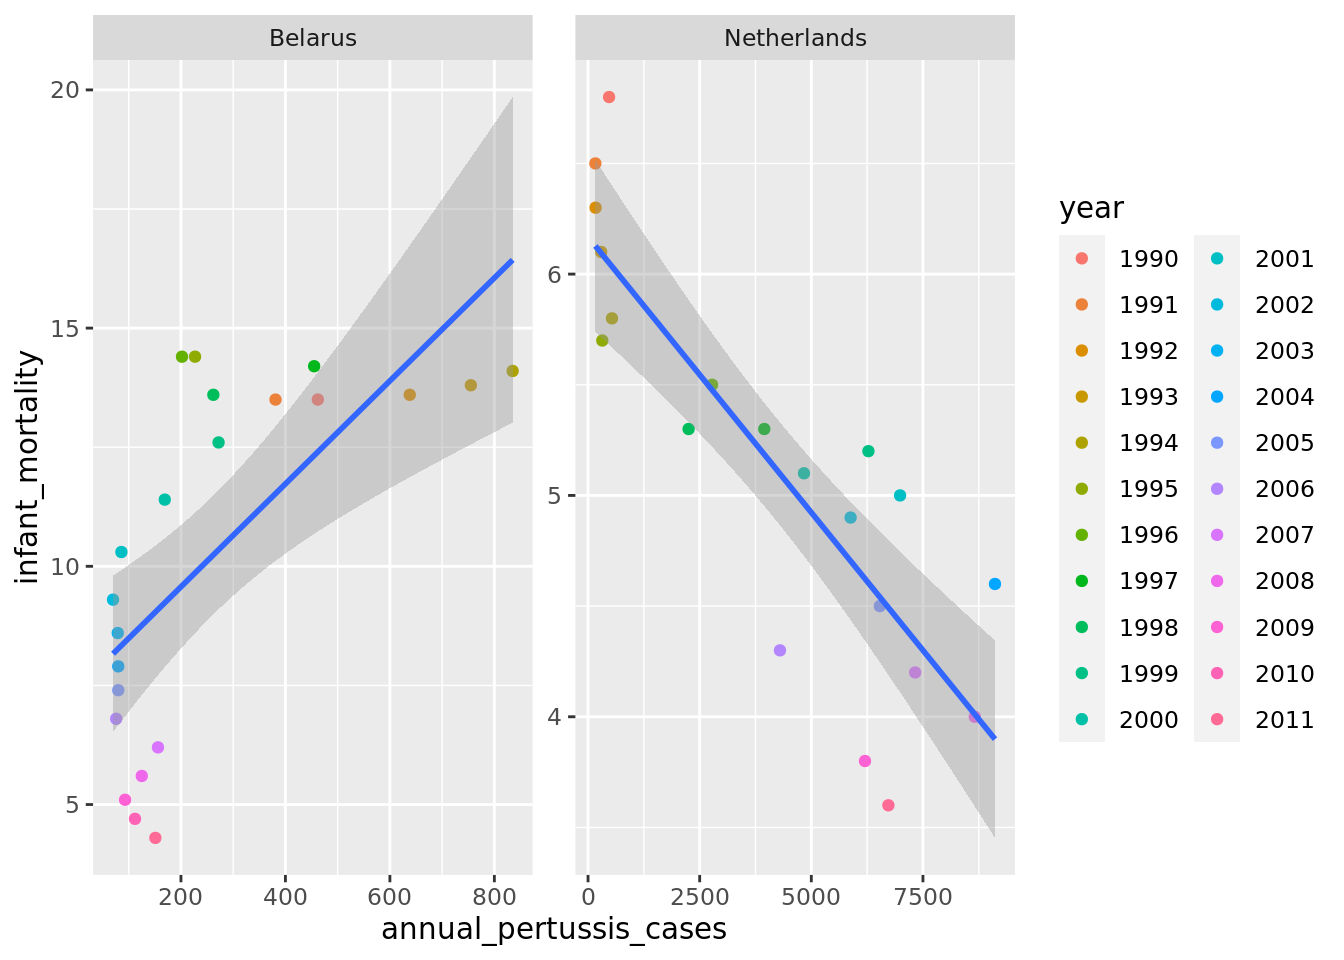 Belarus
Netherlands
20
15
10
5
6
5
4
infant_mortality
200 400 600 800
0 2500 5000 7500
annual_pertussis_cases
year
1990 2001
1991 2002
1992 2003
1993 2004
1994 2005
1995 2006
1996 2007
1997 2008
1998 2009
1999 2010
2000 2011